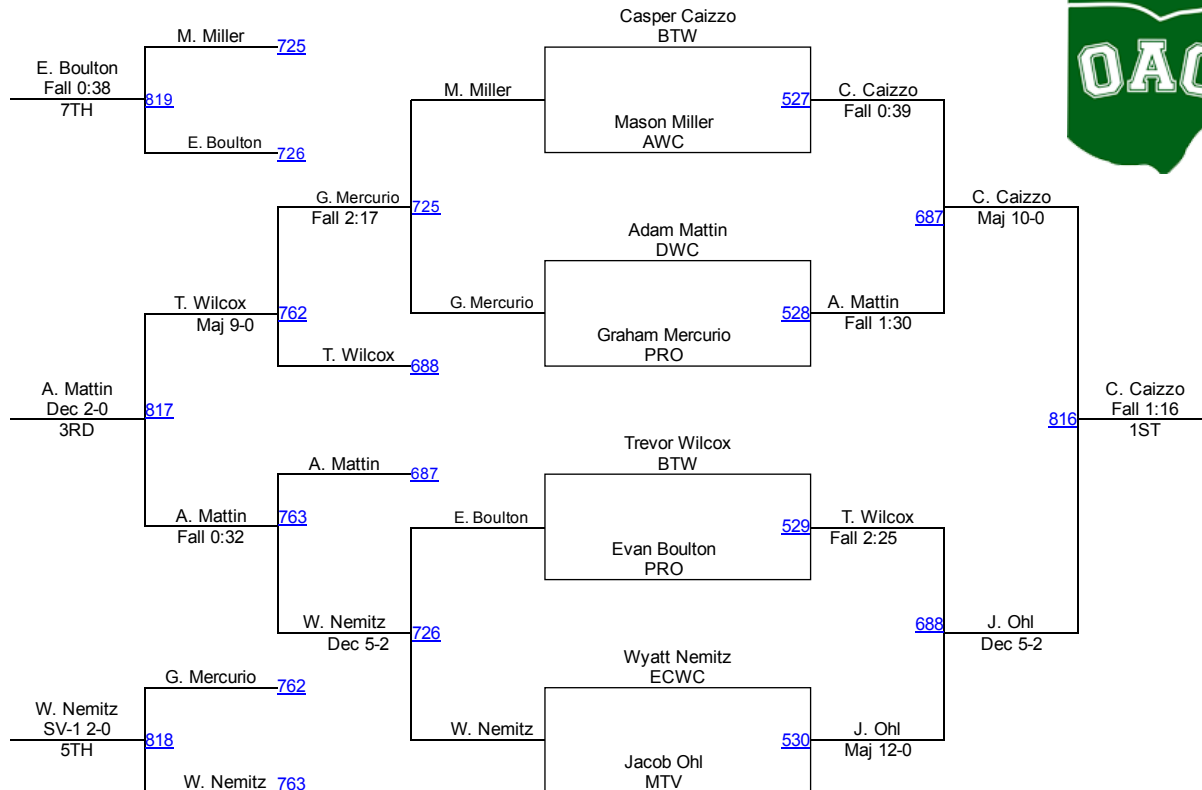 Casper Caizzo
BTW
M. Miller 725
E. Boulton
Fall 0:38
819
7TH
E. Boulton 726
M. Miller
527
C. Caizzo
Fall 0:39
Mason Miller
AWC
G. Mercurio
Fall 2:17
725
687
C. Caizzo
Maj 10-0
Adam Mattin
DWC
T. Wilcox
Maj 9-0
762
G. Mercurio
528
A. Mattin
Fall 1:30
Graham Mercurio
PRO
T. Wilcox 688
A. Mattin
Dec 2-0
817
3RD
816
C. Caizzo
Fall 1:16
1ST
Trevor Wilcox
BTW
A. Mattin 687
A. Mattin
Fall 0:32
763
E. Boulton
529
T. Wilcox
Fall 2:25
Evan Boulton
PRO
W. Nemitz
Dec 5-2
726
688
J. Ohl
Dec 5-2
Wyatt Nemitz
ECWC
G. Mercurio 762
W. Nemitz
SV-1 2-0
818
5TH
W. Nemitz
530
J. Ohl
Maj 12-0
Jacob Ohl
MTV
W. Nemitz 763